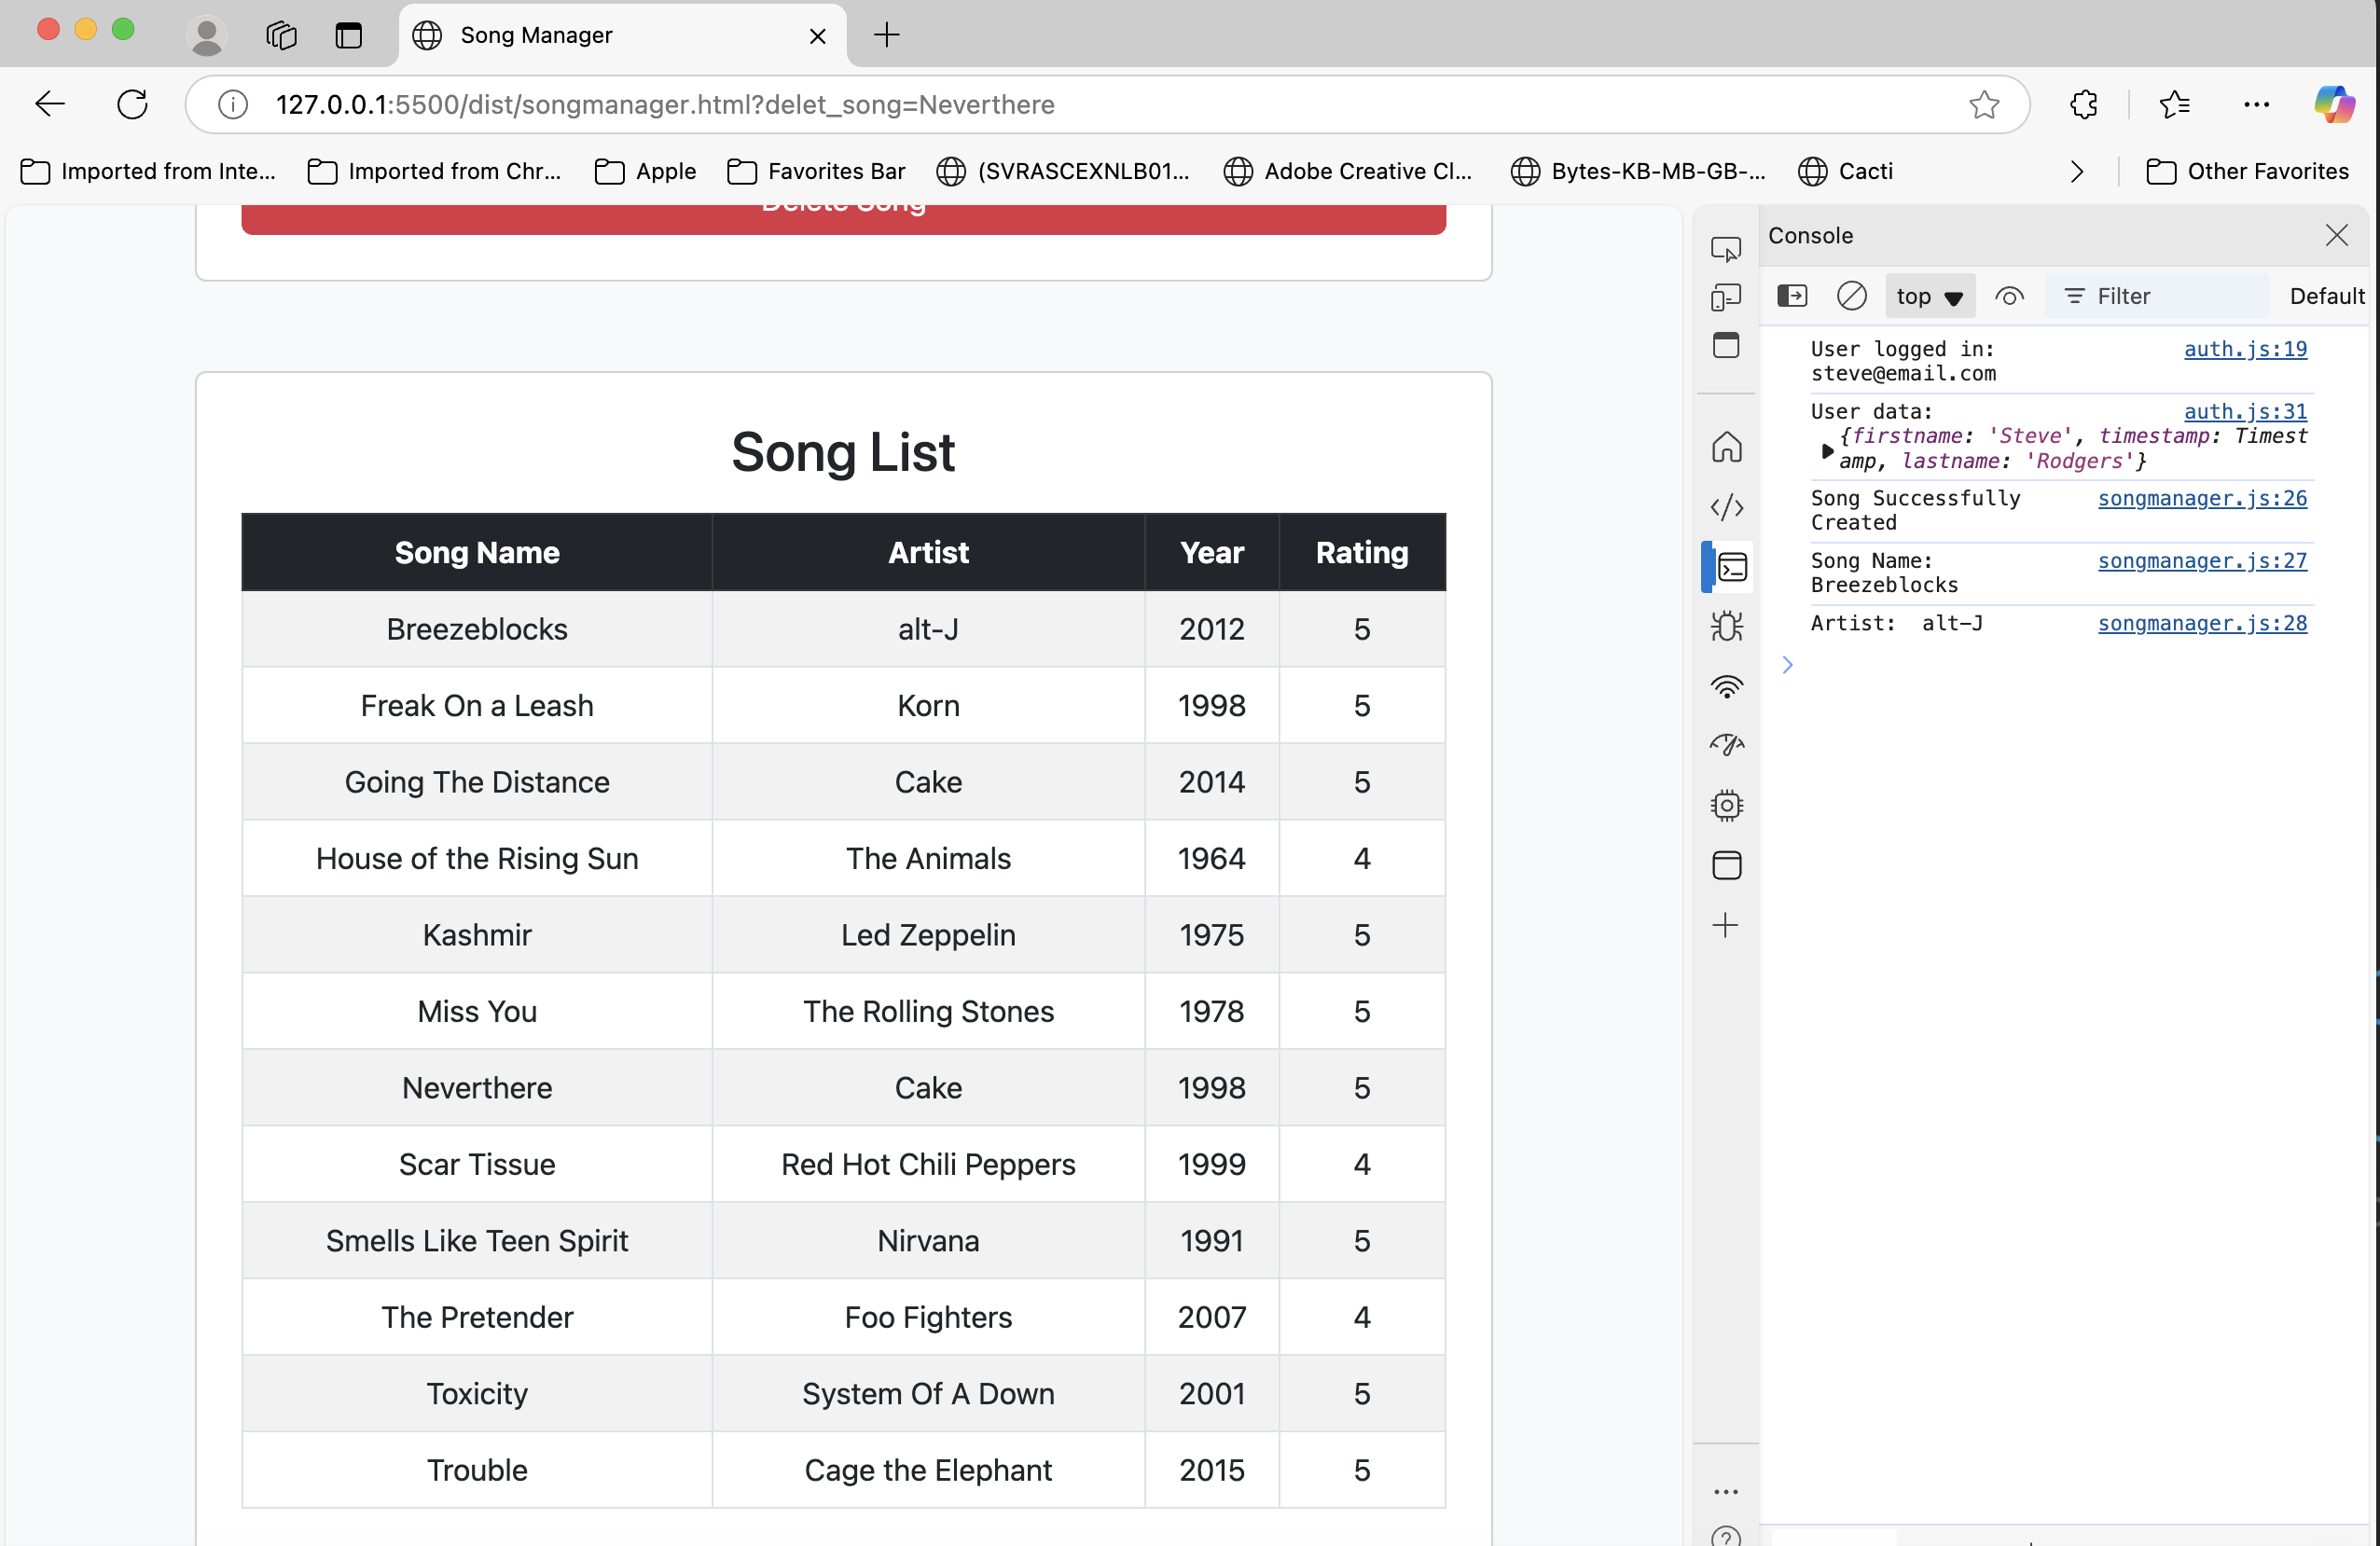 Song Manager
127.0.0.1:5500/dist/songmanager.html?delet_song=Neverthere
Imported from Inte... Imported from Chr... Apple Favorites Bar (SVRASCEXNLB01... Adobe Creative Cl... Bytes-KB-MB-GB-... Cacti Other Favorites
Delete Song
Song List
Song Name Artist Year Rating
Breezeblocks alt-J 2012 5
Freak On a Leash Korn 1998 5
Going The Distance Cake 2014 5
House of the Rising Sun The Animals 1964 4
Kashmir Led Zeppelin 1975 5
Miss You The Rolling Stones 1978 5
Neverthere Cake 1998 5
Scar Tissue Red Hot Chili Peppers 1999 4
Smells Like Teen Spirit Nirvana 1991 5
The Pretender Foo Fighters 2007 4
Toxicity System Of A Down 2001 5
Trouble Cage the Elephant 2015 5
Console
top Filter Default
User logged in: auth.js:19
steve@email.com
User data: auth.js:31
{firstname: 'Steve', timestamp: Timest
amp, lastname: 'Rodgers'}
Song Successfully songmanager.js:26
Created
Song Name: songmanager.js:27
Breezeblocks
Artist: alt-J songmanager.js:28